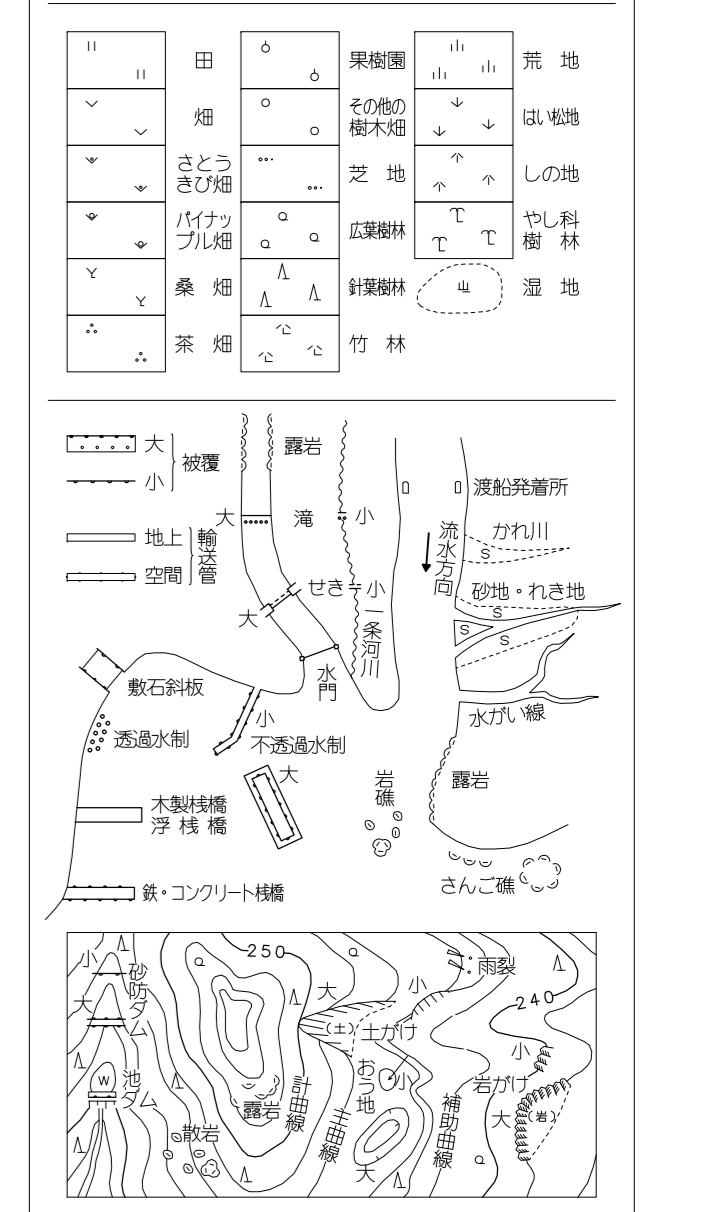 田
果樹園
荒 地
畑
その他の
樹木畑
はい松地
さとう
きび畑
芝 地
しの地
パイナッ
プル畑
広葉樹林
やし科
樹 林
桑 畑
針葉樹林
湿 地
茶 畑
竹 林
大
小
被覆
地上
空間
輸送管
露岩
大 滝 小
せき 小
大
一条河川
水門
渡船発着所
流水方向
かれ川
S
砂地・れき地
S
S
S
水がい線
敷石斜板
透過水制
小
不透過水制
大
木製桟橋
浮桟橋
鉄・コンクリート桟橋
岩礁
露岩
さんご礁
小
砂防ダム
大
W
池
ダム
250
大
小
雨裂
240
(土)
土がけ
小
おう地
小
岩がけ
大
(岩)
露岩
計曲線
主曲線
補助曲線
散岩
大